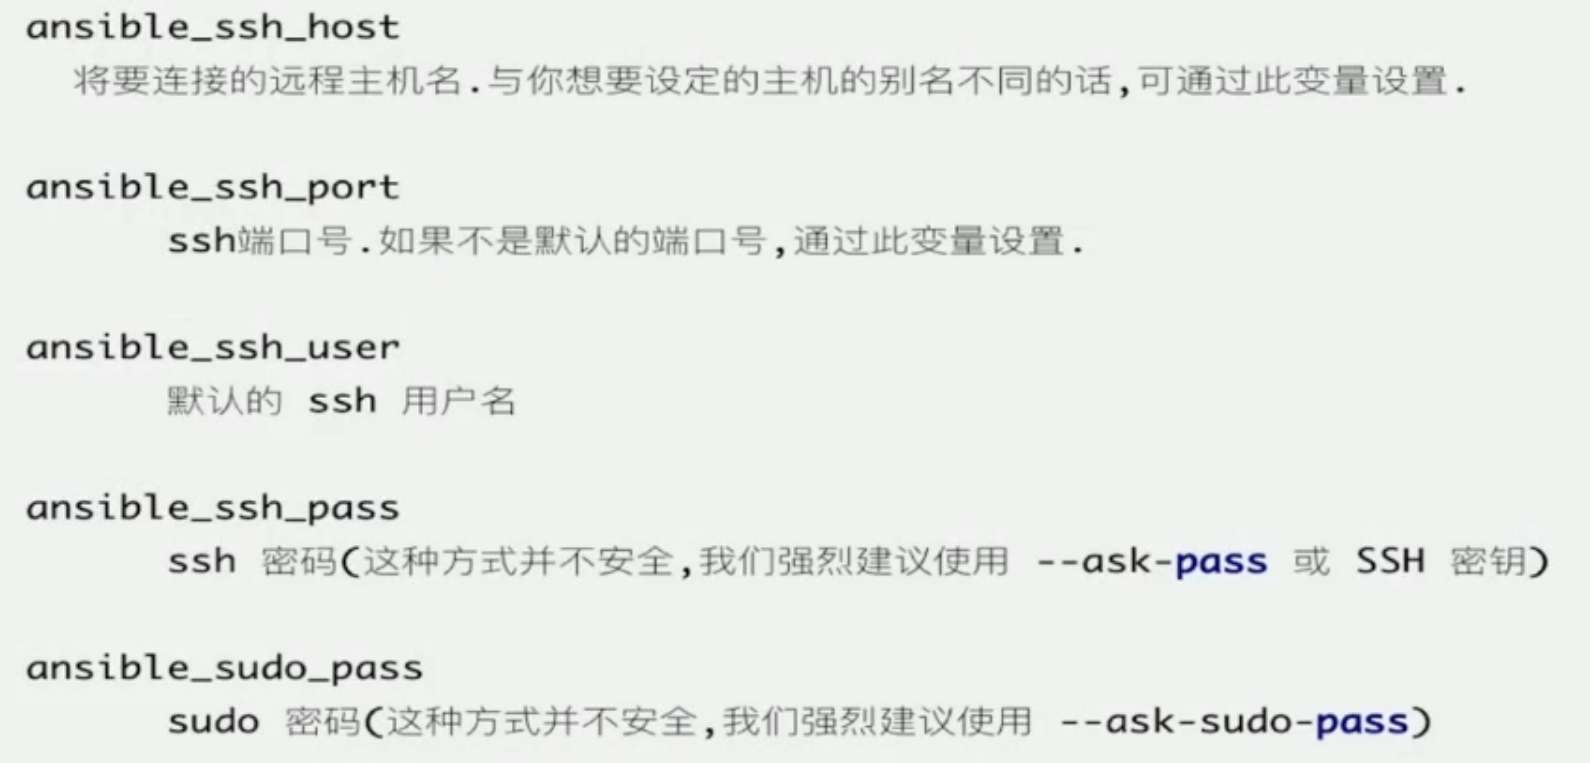 ansible_ssh_host
将要连接的远程主机名.与你想要设定的主机的别名不同的话,可通过此变量设置.
ansible_ssh_port
ssh端口号.如果不是默认的端口号,通过此变量设置.
ansible_ssh_user
默认的 ssh 用户名
ansible_ssh_pass
ssh 密码(这种方式并不安全,我们强烈建议使用 --ask-pass 或 SSH 密钥)
ansible_sudo_pass
sudo 密码(这种方式并不安全,我们强烈建议使用 --ask-sudo-pass)